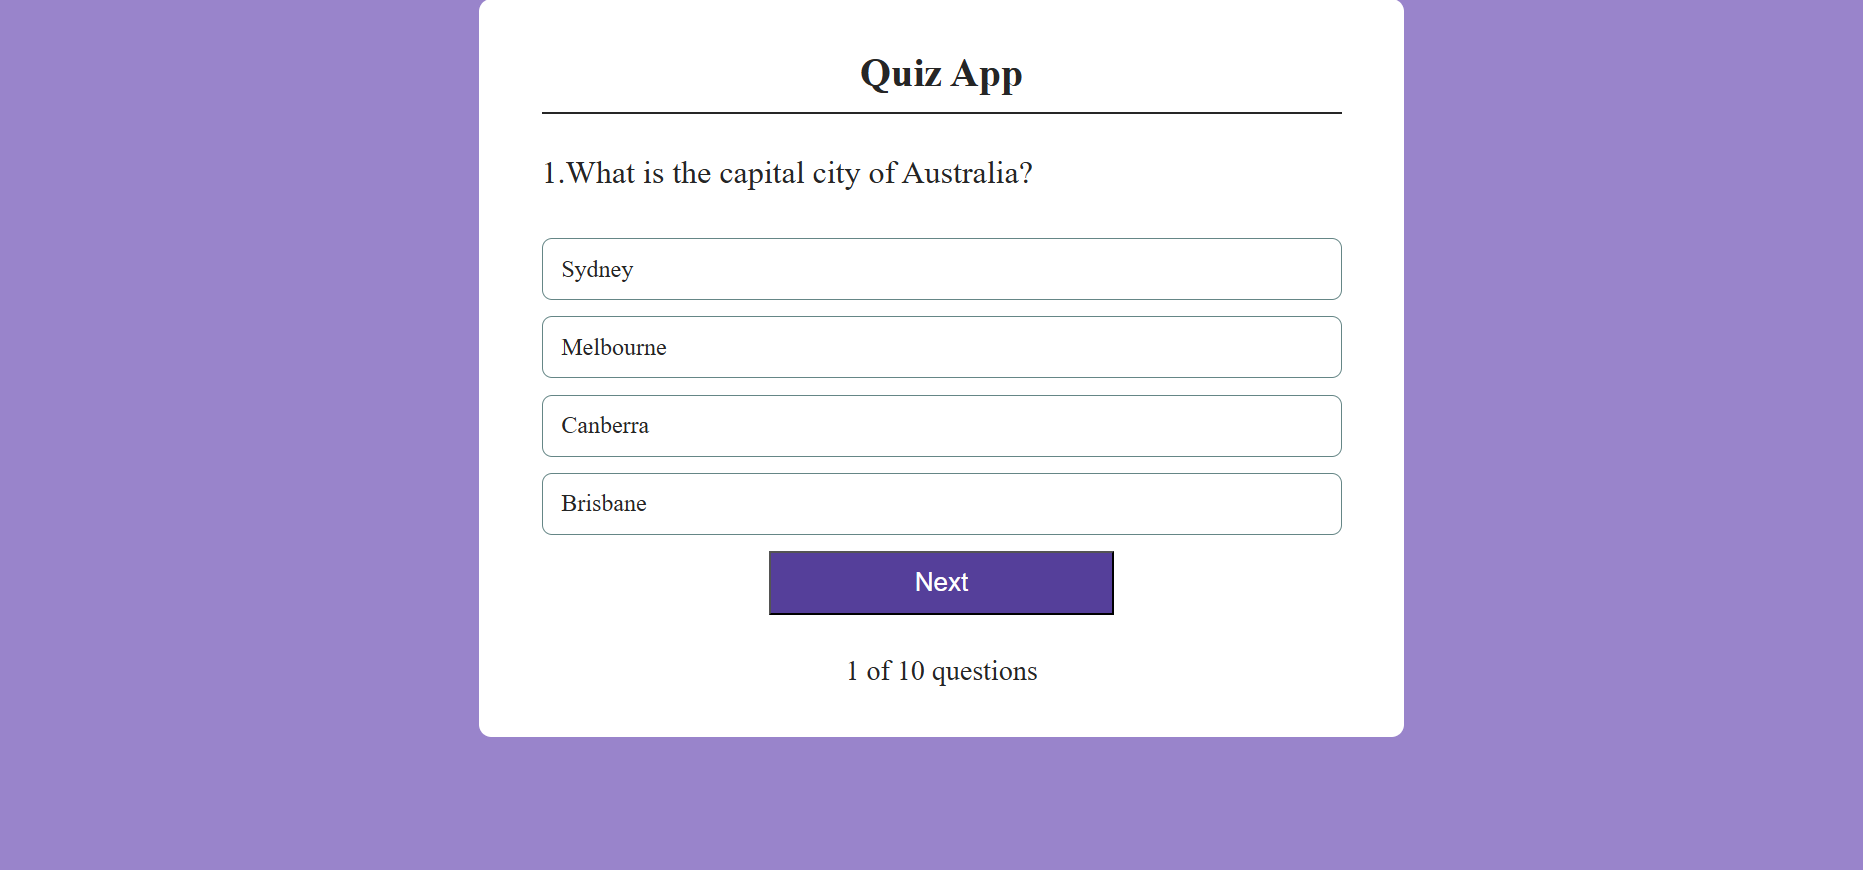 Quiz App
1.What is the capital city of Australia?
Sydney
Melbourne
Canberra
Brisbane
Next
1 of 10 questions